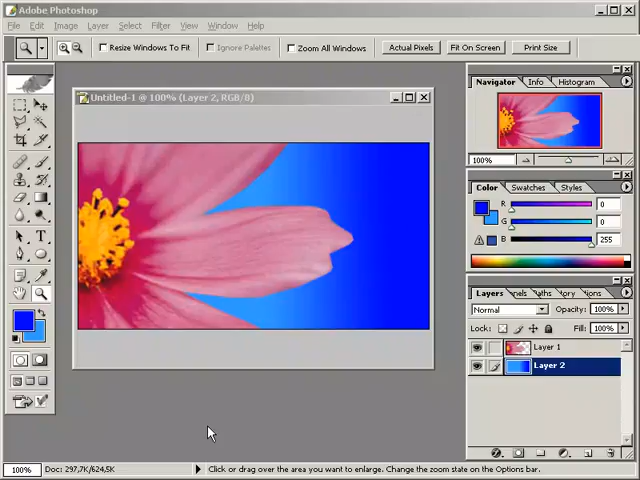 Adobe Photoshop
File Edit Image Layer Select Filter View Window Help
Resize Windows To Fit Ignore Palettes Zoom All Windows Actual Pixels Fit On Screen Print Size
Untitled-1 @ 100% (Layer 2, RGB/8)
Navigator Info Histogram
100%
Color Swatches Styles
R 0
G 0
B 255
Layers nnels Paths tory tions
Normal Opacity: 100%
Lock: Fill: 100%
Layer 1
Layer 2
T
100% Doc: 297,7K/624,5K Click or drag over the area you want to enlarge. Change the zoom state on the Options bar.